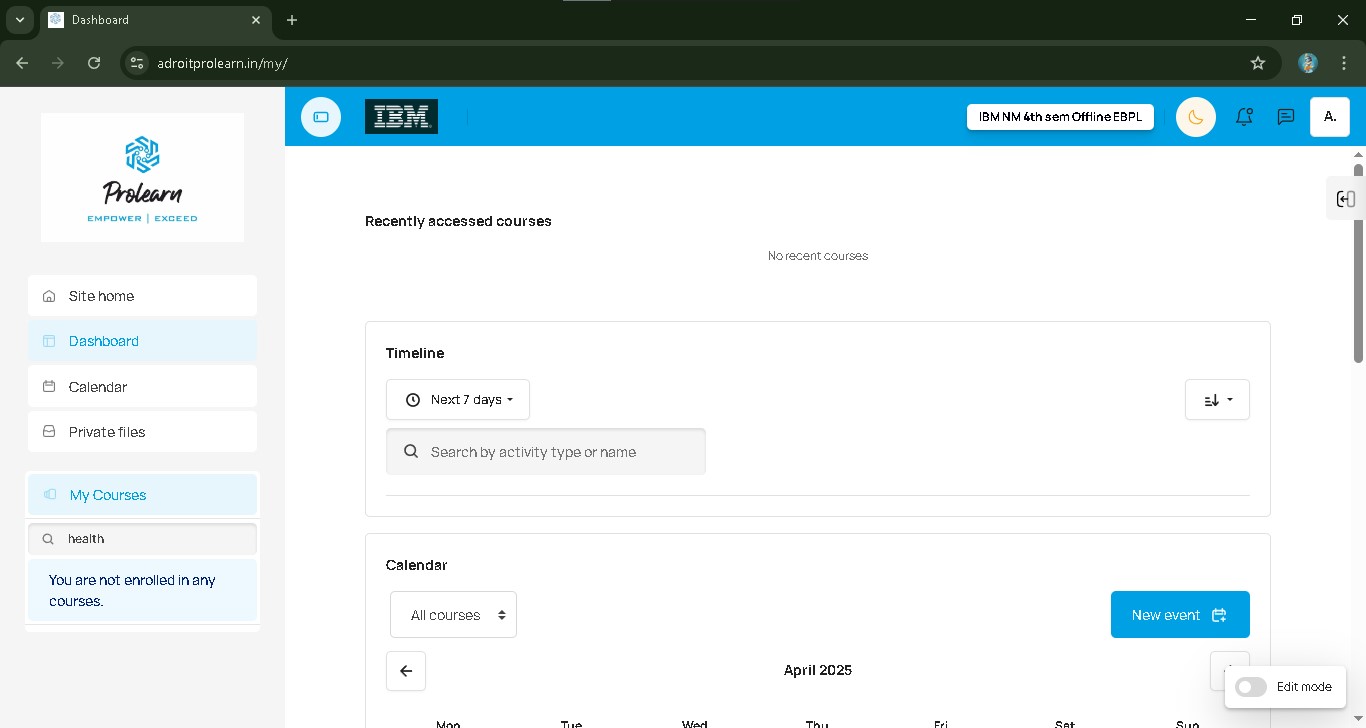 Dashboard
adroitprolearn.in/my/
Prolearn
EMPOWER | EXCEED
IBM
IBM NM 4th sem Offline EBPL
A.
Site home
Dashboard
Calendar
Private files
My Courses
health
You are not enrolled in any
courses.
Recently accessed courses
No recent courses
Timeline
Next 7 days
Search by activity type or name
Calendar
All courses
New event
April 2025
Mon Tue Wed Thu Fri Sat Sun
Edit mode